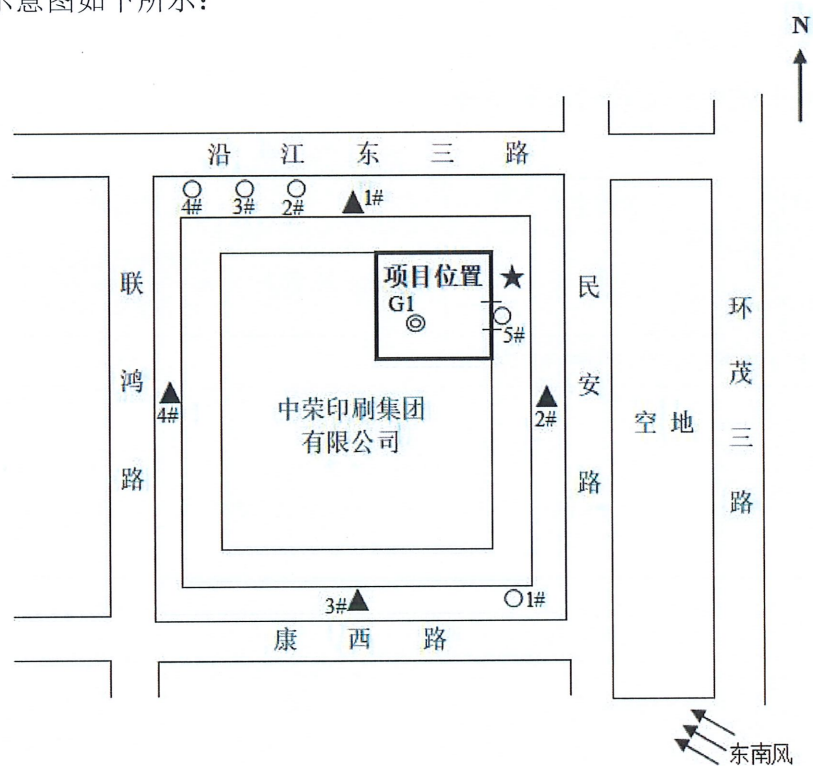 示意图如下所示：
N
沿江东三路
4# 3# 2# 1#
项目位置
G1
5#
联鸿路
民安路
环茂三路
4#
中荣印刷集团
有限公司
2#
空地
3#
1#
康西路
东南风